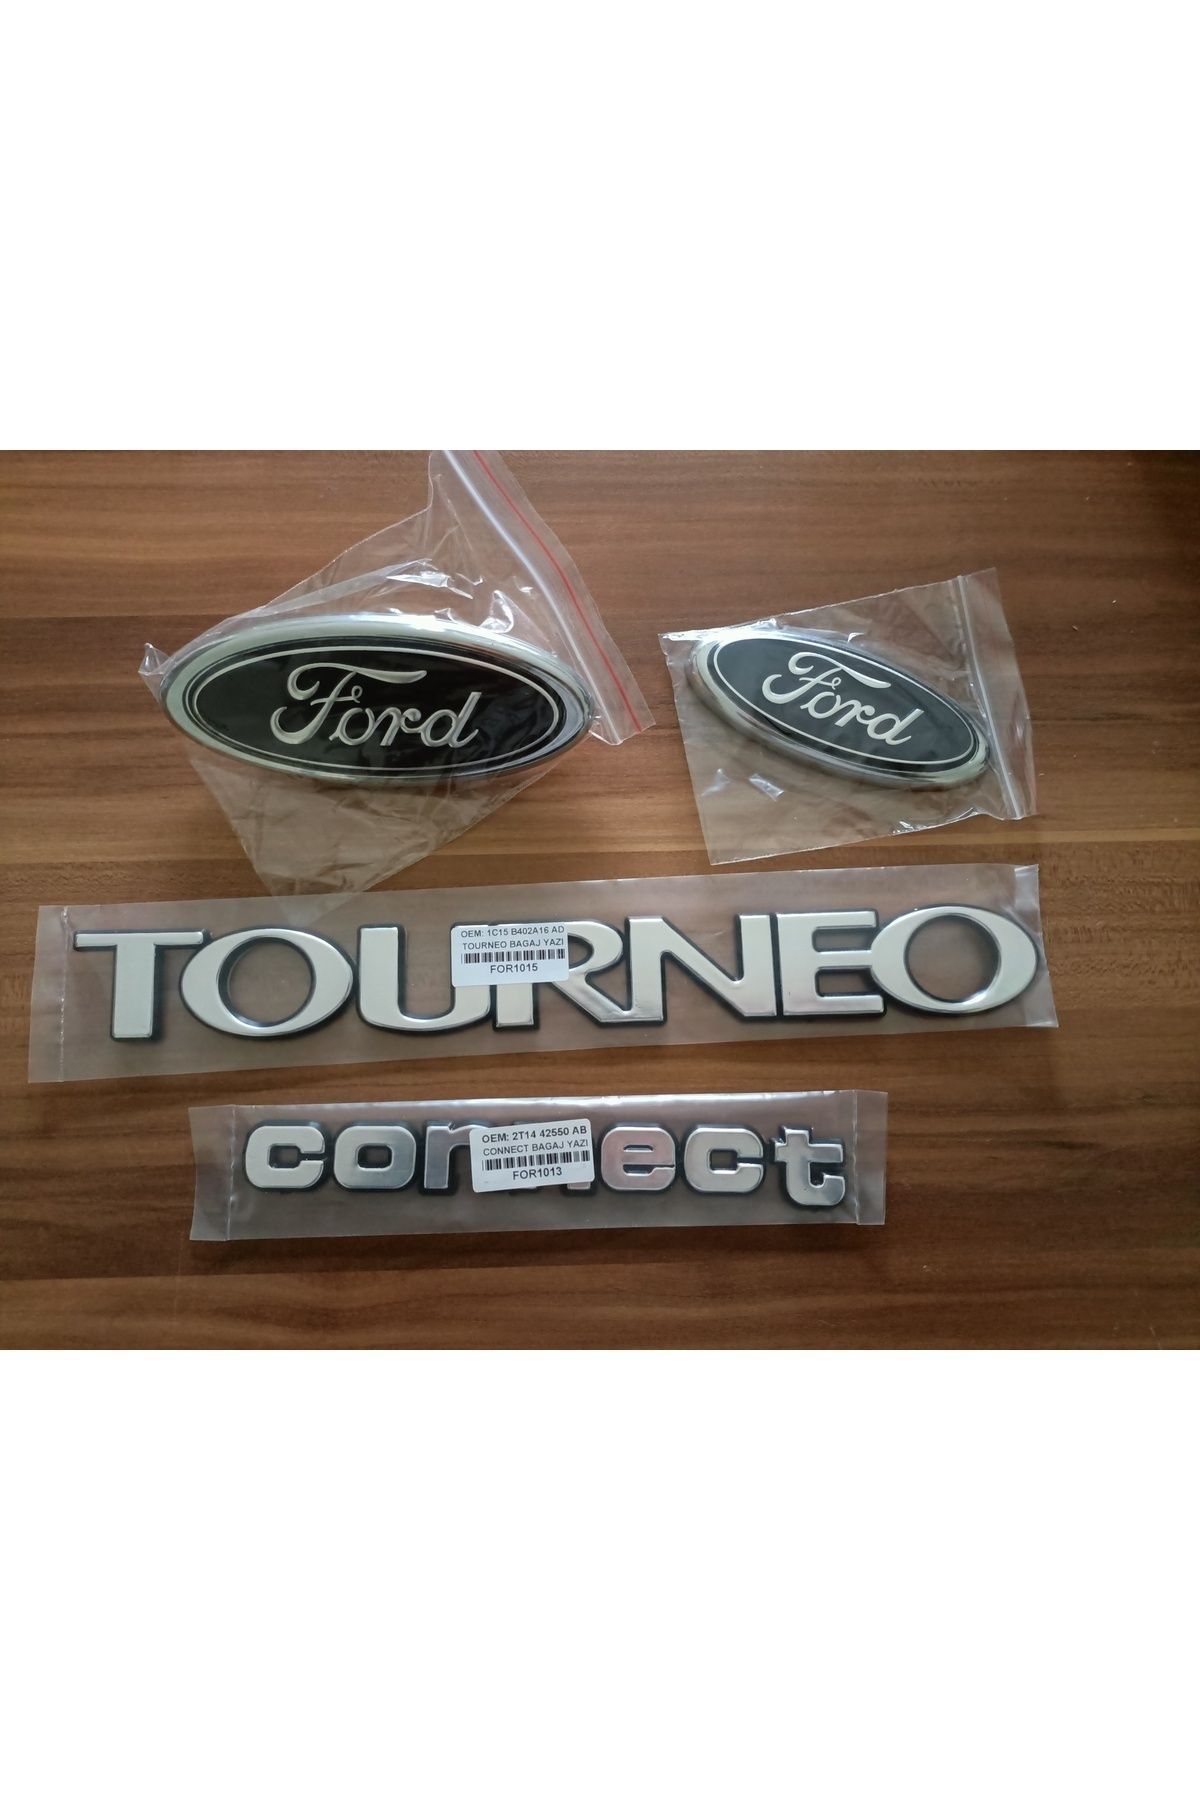 Ford
Ford
TOURNEO
OEM: 1C15 B402A16 AD
TOURNEO BAGAJ YAZI
FOR1015
connect
OEM: 2T14 42550 AB
CONNECT BAGAJ YAZI
FOR1013